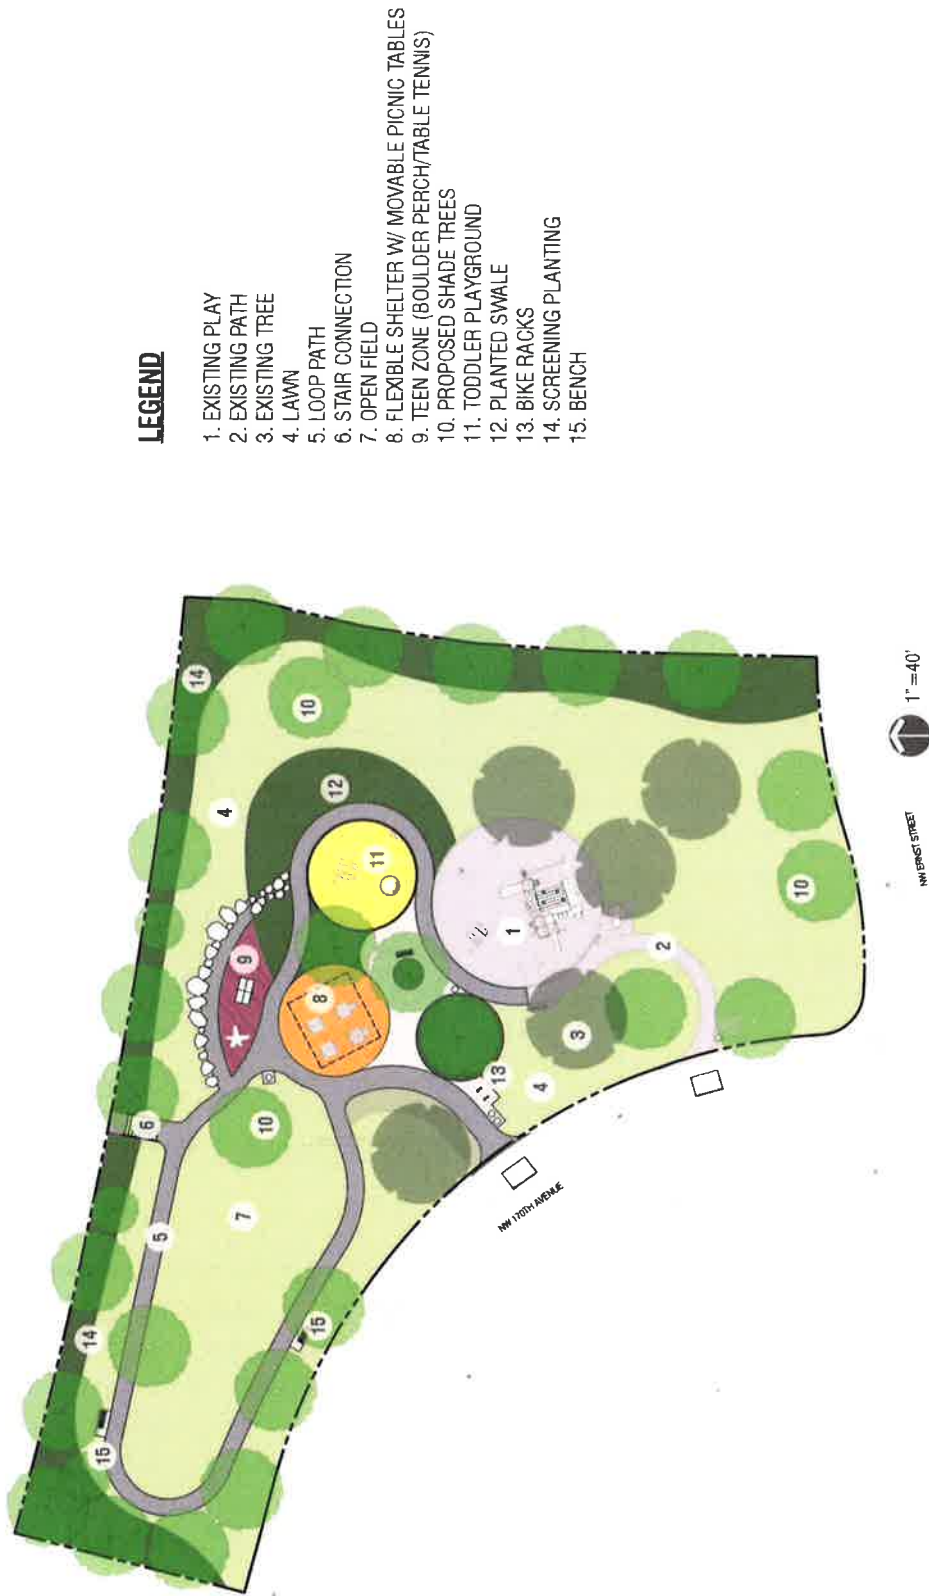 LEGEND
1. EXISTING PLAY
2. EXISTING PATH
3. EXISTING TREE
4. LAWN
5. LOOP PATH
6. STAIR CONNECTION
7. OPEN FIELD
8. FLEXIBLE SHELTER W/ MOVABLE PICNIC TABLES
9. TEEN ZONE (BOULDER PERCH/TABLE TENNIS)
10. PROPOSED SHADE TREES
11. TODDLER PLAYGROUND
12. PLANTED SWALE
13. BIKE RACKS
14. SCREENING PLANTING
15. BENCH
14
10
4
12
11
9
8
1
2
10
3
4
13
6
10
7
5
14
15
15
NW 170TH AVENUE
NW ERNST STREET
1" =40'